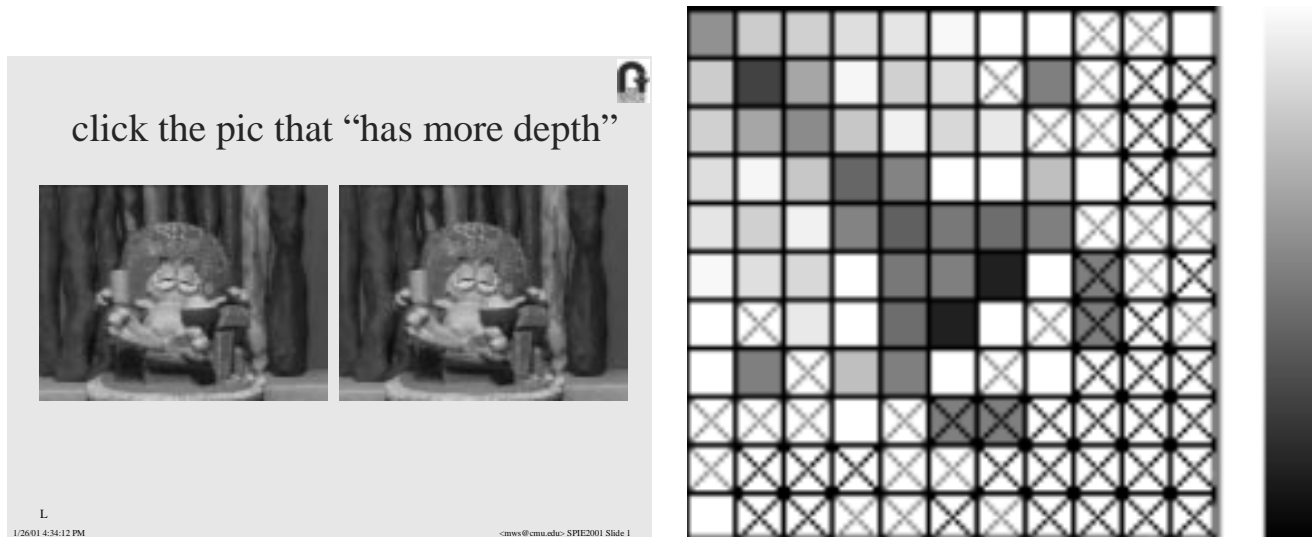 click the pic that “has more depth”
L
1/26/01 4:34:12 PM
<mws@cmu.edu> SPIE2001 Slide 1